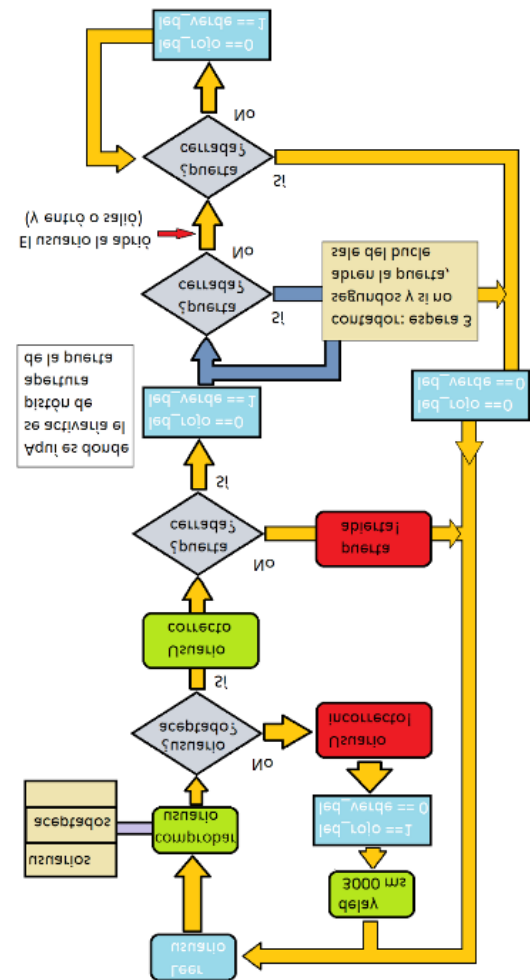 Leer
usuario
delay
3000 ms
comprobar
usuario
usuarios
aceptados
led_rojo ==1
led_verde == 0
¿usuario
aceptado?
No
Usuario
incorrecto!
Sí
Usuario
correcto
¿puerta
cerrada?
No
puerta
abierta!
Sí
led_rojo ==0
led_verde == 1
Aquí es donde
se activaría el
pistón de
apertura
de la puerta
led_rojo ==0
led_verde ==0
¿puerta
cerrada?
Sí
contador: espera 3
segundos y si no
abren la puerta,
sale del bucle
No
El usuario la abrió
(y entró o salió)
¿puerta
cerrada?
Sí
No
led_rojo ==0
led_verde == 1